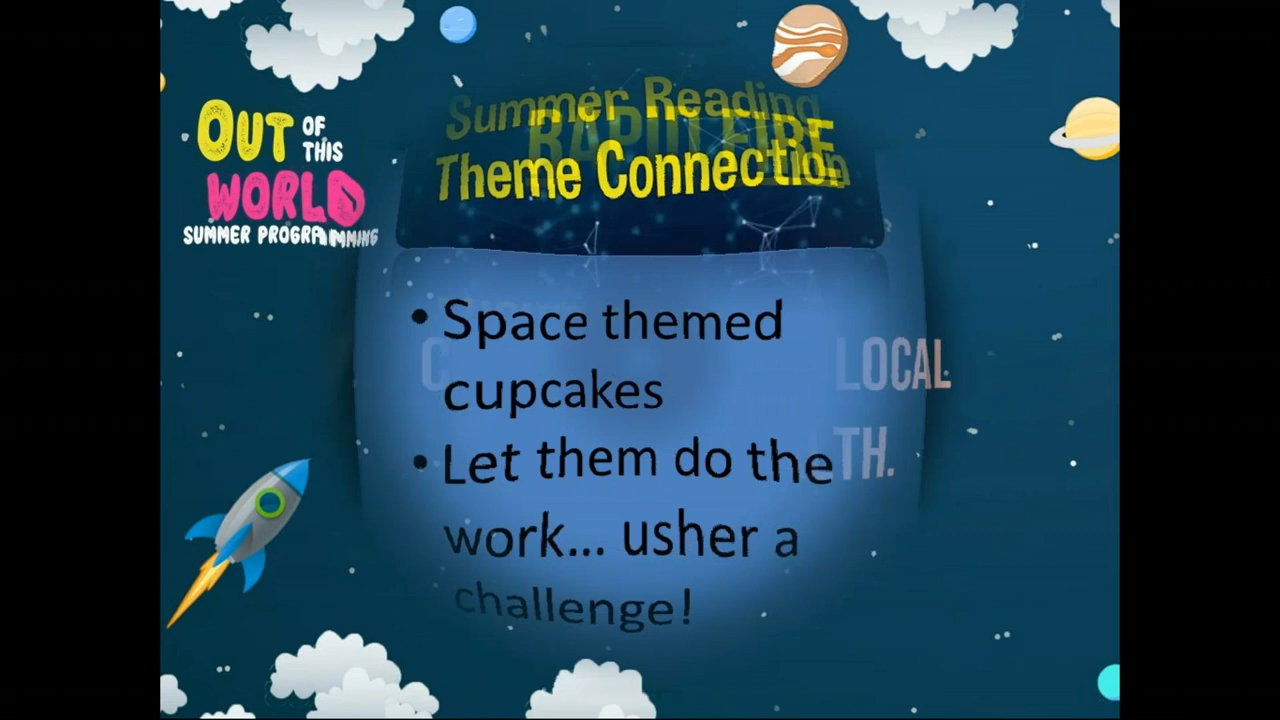 OUT OF THIS
WORLD
SUMMER PROGRAMMING
Summer Reading
RAPID FIRE
Theme Connection
• Space themed
cupcakes
LOCAL
• Let them do the
TH.
work... usher a
challenge!